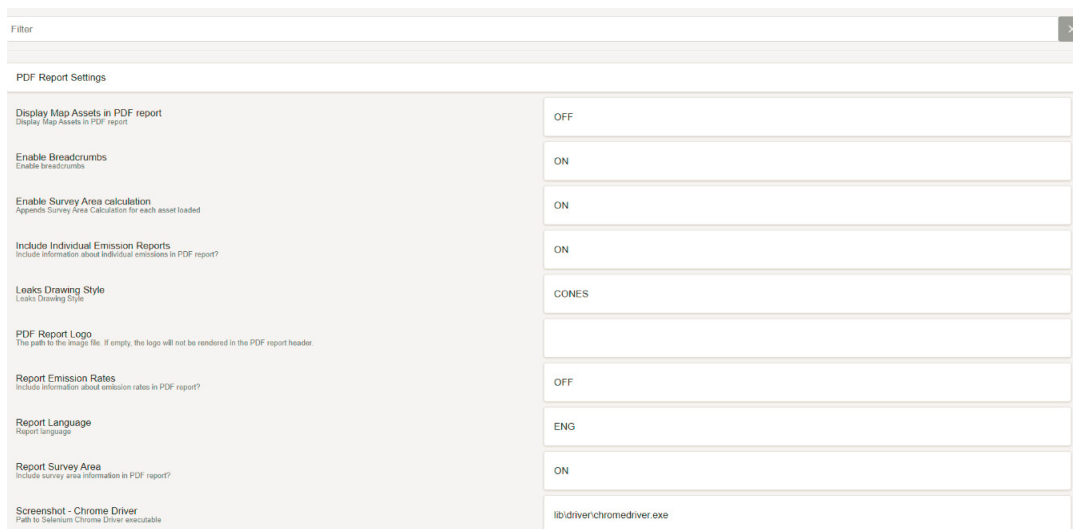 Filter
PDF Report Settings
Display Map Assets in PDF report
Display Map Assets in PDF report
OFF
Enable Breadcrumbs
Enable breadcrumbs
ON
Enable Survey Area calculation
Appends Survey Area Calculation for each asset loaded
ON
Include Individual Emission Reports
Include information about individual emissions in PDF report?
ON
Leaks Drawing Style
Leaks Drawing Style
CONES
PDF Report Logo
The path to the image file. If empty, the logo will not be rendered in the PDF report header.
Report Emission Rates
Include information about emission rates in PDF report?
OFF
Report Language
Report language
ENG
Report Survey Area
Include survey area information in PDF report?
ON
Screenshot - Chrome Driver
Path to Selenium Chrome Driver executable
lib\driver\chromedriver.exe